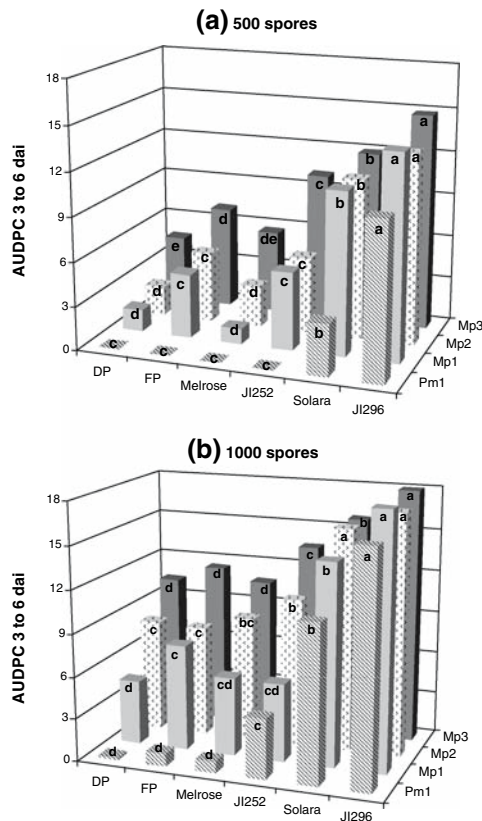 (a) 500 spores
AUDPC 3 to 6 dai
18
15
12
9
6
3
0
e d de c b a
d c d c b a
d c d c b a
c c c c b a
DP FP Melrose JI252 Solara JI296
Mp3
Mp2
Mp1
Pm1
(b) 1000 spores
AUDPC 3 to 6 dai
18
15
12
9
6
3
0
d d d c b a
c c bc b a a
d c cd cd b a
d d d c b a
DP FP Melrose JI252 Solara JI296
Mp3
Mp2
Mp1
Pm1